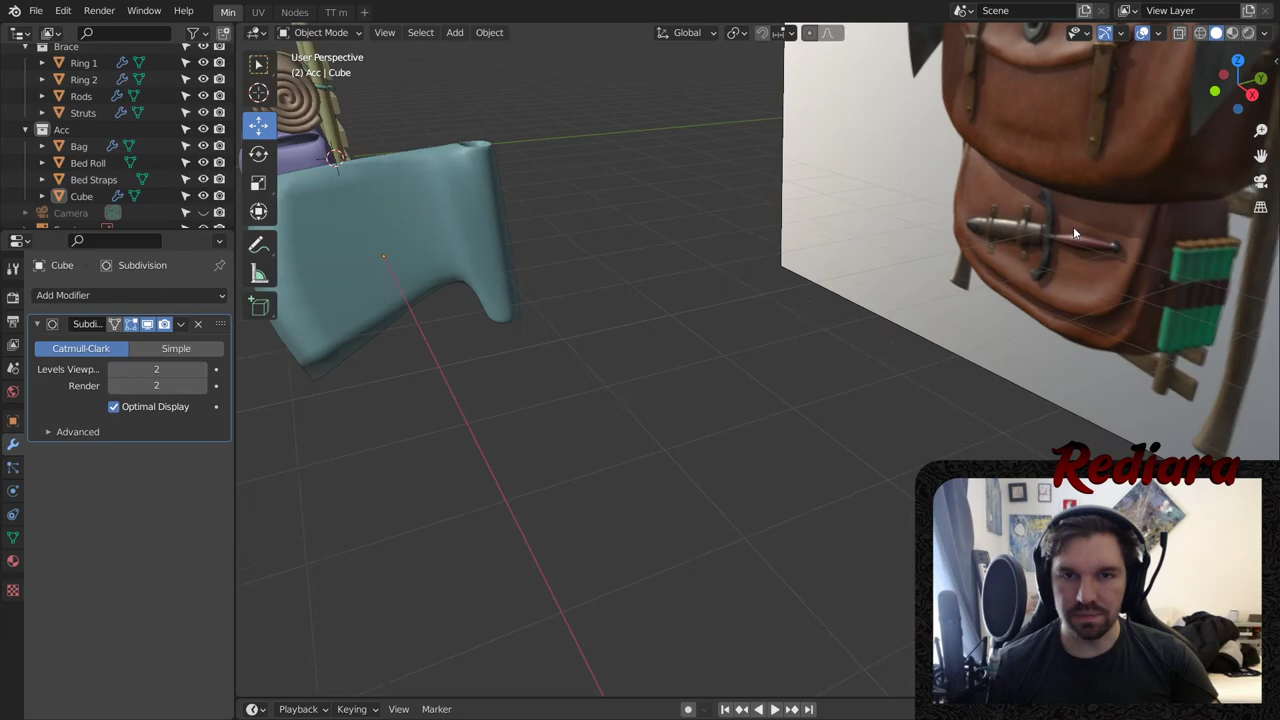 File Edit Render Window Help
Min UV Nodes TT m
Scene
View Layer
Object Mode View Select Add Object
Global
Brace
Ring 1
Ring 2
Rods
Struts
Acc
Bag
Bed Roll
Bed Straps
Cube
Camera
User Perspective
(2) Acc | Cube
Z
Y
X
Cube Subdivision
Add Modifier
Subdi...
Catmull-Clark Simple
Levels Viewp... 2
Render 2
Optimal Display
Advanced
Rediara
Playback Keying View Marker